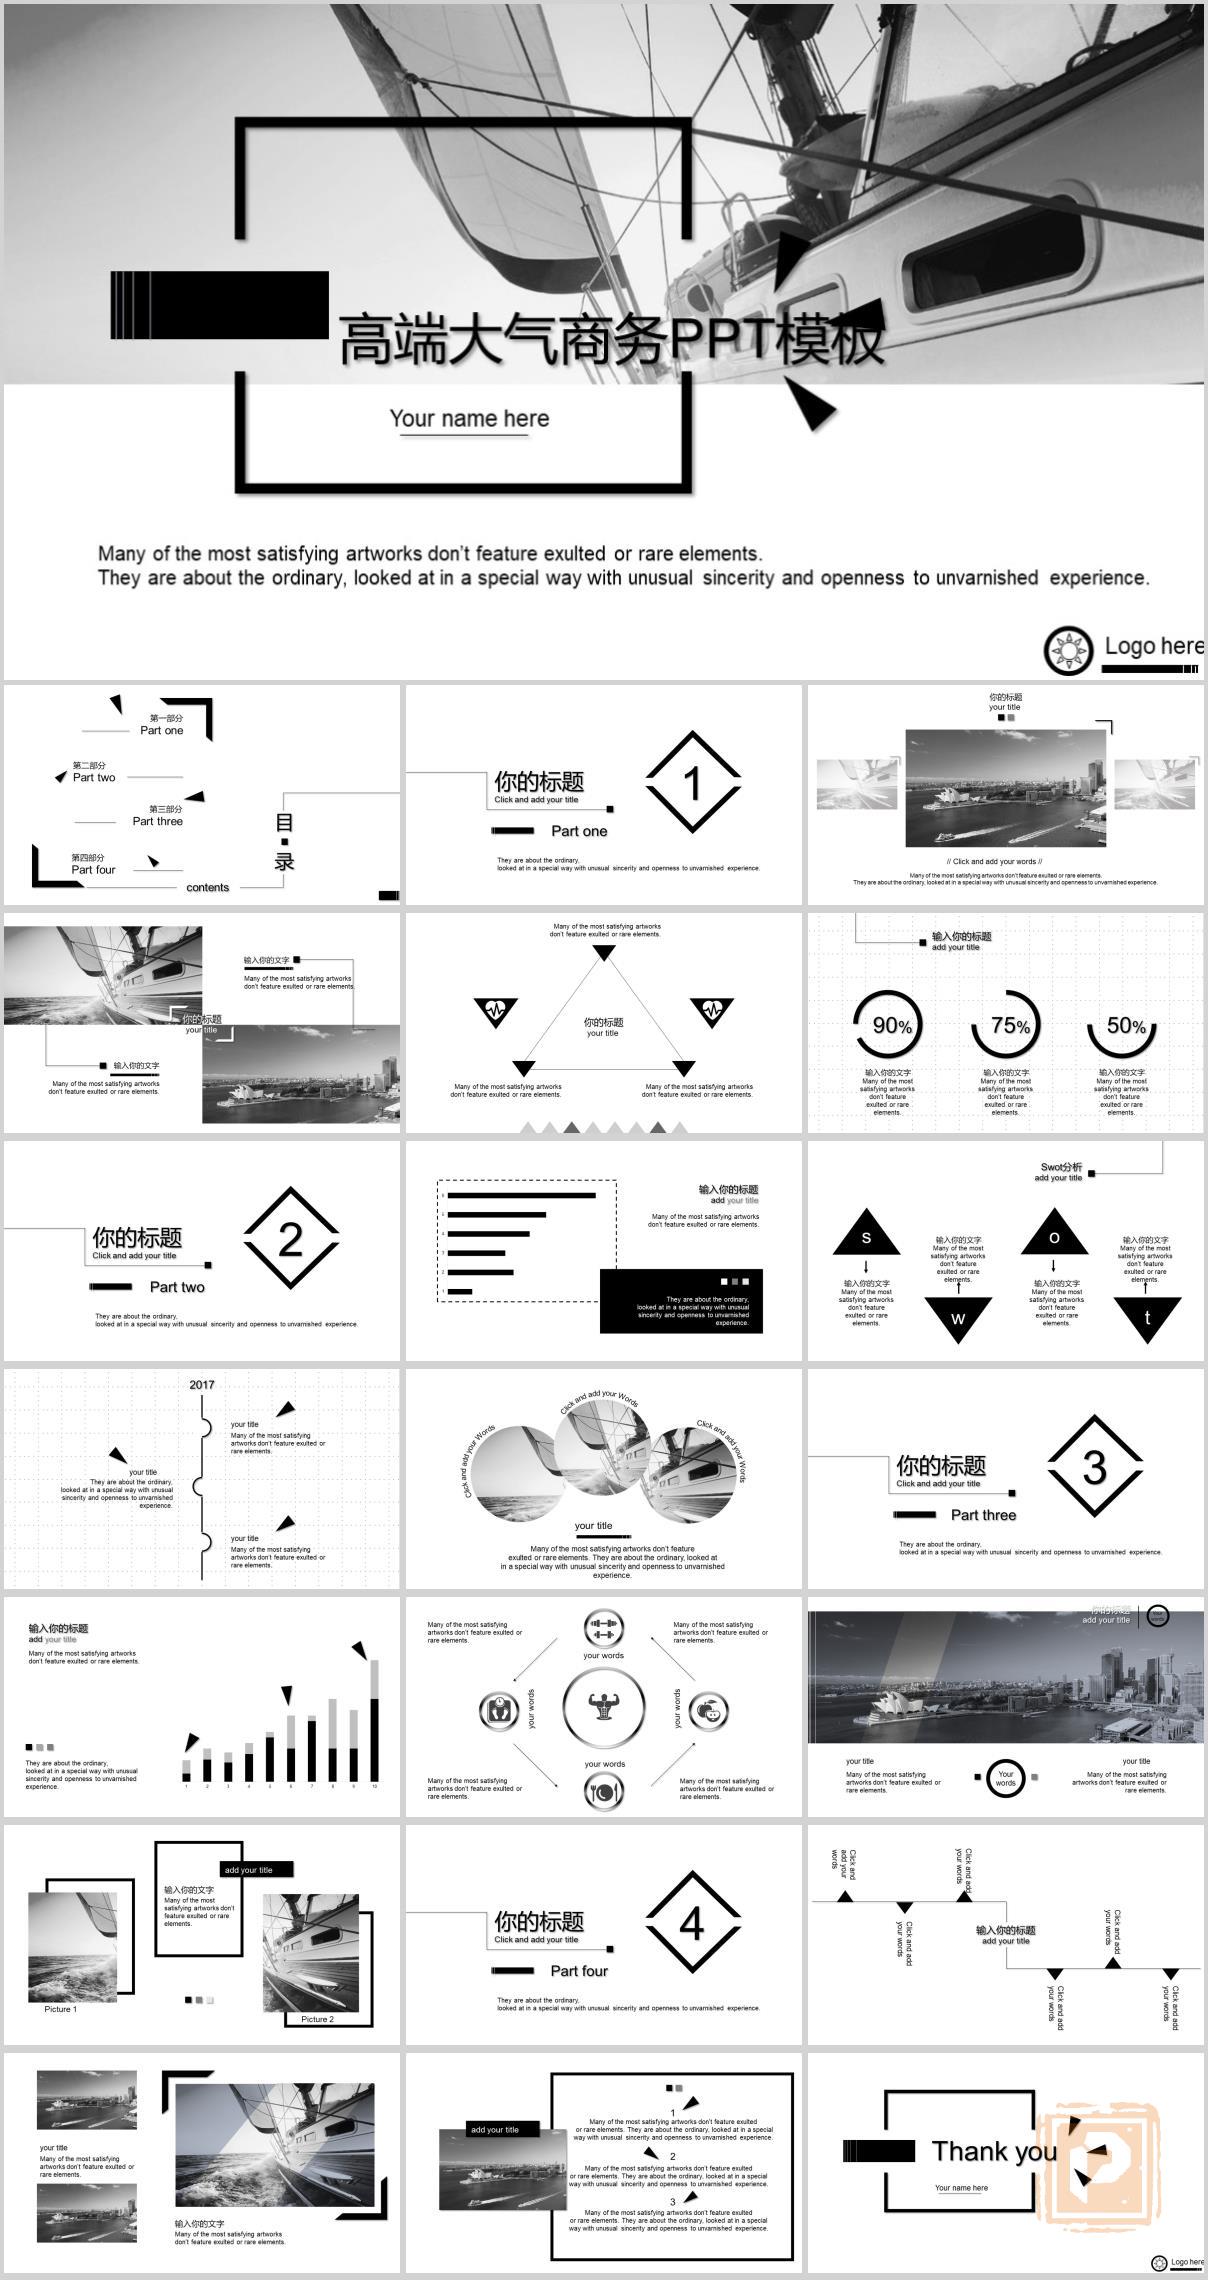 高端大气商务PPT模板
Your name here
Many of the most satisfying artworks don't feature exulted or rare elements.
They are about the ordinary, looked at in a special way with unusual sincerity and openness to unvarnished experience.
Logo here
第一部分
Part one
第二部分
Part two
第三部分
Part three
第四部分
Part four
目
录
contents
你的标题
Click and add your title
Part one
1
They are about the ordinary,
looked at in a special way with unusual sincerity and openness to unvarnished experience.
你的标题
your title
// Click and add your words //
Many of the most satisfying artworks don't feature exulted or rare elements.
They are about the ordinary, looked at in a special way with unusual sincerity and openness to unvarnished experience.
输入你的文字
Many of the most satisfying artworks
don't feature exulted or rare elements.
你的标题
your title
输入你的文字
Many of the most satisfying artworks
don't feature exulted or rare elements.
Many of the most satisfying artworks
don't feature exulted or rare elements.
你的标题
your title
Many of the most satisfying artworks
don't feature exulted or rare elements.
Many of the most satisfying artworks
don't feature exulted or rare elements.
输入你的标题
add your title
90%
75%
50%
输入你的文字
Many of the most
satisfying artworks
don't feature
exulted or rare
elements.
输入你的文字
Many of the most
satisfying artworks
don't feature
exulted or rare
elements.
输入你的文字
Many of the most
satisfying artworks
don't feature
exulted or rare
elements.
你的标题
Click and add your title
Part two
2
They are about the ordinary,
looked at in a special way with unusual sincerity and openness to unvarnished experience.
输入你的标题
add your title
Many of the most satisfying artworks
don't feature exulted or rare elements.
They are about the ordinary,
looked at in a special way with unusual
sincerity and openness to unvarnished
experience.
Swot分析
add your title
s
输入你的文字
Many of the most
satisfying artworks
don't feature
exulted or rare
elements.
输入你的文字
Many of the most
satisfying artworks
don't feature
exulted or rare
elements.
w
o
输入你的文字
Many of the most
satisfying artworks
don't feature
exulted or rare
elements.
输入你的文字
Many of the most
satisfying artworks
don't feature
exulted or rare
elements.
t
2017
your title
Many of the most satisfying
artworks don't feature exulted or
rare elements.
your title
They are about the ordinary,
looked at in a special way with unusual
sincerity and openness to unvarnished
experience.
your title
Many of the most satisfying
artworks don't feature exulted or
rare elements.
Click and add your Words
Click and add your Words
Click and add your Words
your title
Many of the most satisfying artworks don't feature
exulted or rare elements. They are about the ordinary, looked at
in a special way with unusual sincerity and openness to unvarnished
experience.
你的标题
Click and add your title
Part three
3
They are about the ordinary,
looked at in a special way with unusual sincerity and openness to unvarnished experience.
输入你的标题
add your title
Many of the most satisfying artworks
don't feature exulted or rare elements.
They are about the ordinary,
looked at in a special way with unusual
sincerity and openness to unvarnished
experience.
1 2 3 4 5 6 7 8 9 10
Many of the most satisfying
artworks don't feature exulted or
rare elements.
Many of the most satisfying
artworks don't feature exulted or
rare elements.
your words
your words
your words
your words
Many of the most satisfying
artworks don't feature exulted or
rare elements.
Many of the most satisfying
artworks don't feature exulted or
rare elements.
你的标题
add your title
your title
Many of the most satisfying
artworks don't feature exulted or
rare elements.
Your
words
your title
Many of the most satisfying
artworks don't feature exulted or
rare elements.
Picture 1
输入你的文字
Many of the most
satisfying artworks don't
feature exulted or rare
elements.
add your title
Picture 2
你的标题
Click and add your title
Part four
4
They are about the ordinary,
looked at in a special way with unusual sincerity and openness to unvarnished experience.
Click and
add your
words
Click and add
your words
Click and add
your words
输入你的标题
add your title
Click and add
your words
Click and add
your words
Click and add
your words
your title
Many of the most satisfying
artworks don't feature exulted or
rare elements.
输入你的文字
Many of the most satisfying artworks
don't feature exulted or rare elements.
add your title
1
Many of the most satisfying artworks don't feature exulted
or rare elements. They are about the ordinary, looked at in a special
way with unusual sincerity and openness to unvarnished experience.
2
Many of the most satisfying artworks don't feature exulted
or rare elements. They are about the ordinary, looked at in a special
way with unusual sincerity and openness to unvarnished experience.
3
Many of the most satisfying artworks don't feature exulted
or rare elements. They are about the ordinary, looked at in a special
way with unusual sincerity and openness to unvarnished experience.
Thank you
Your name here
Logo here